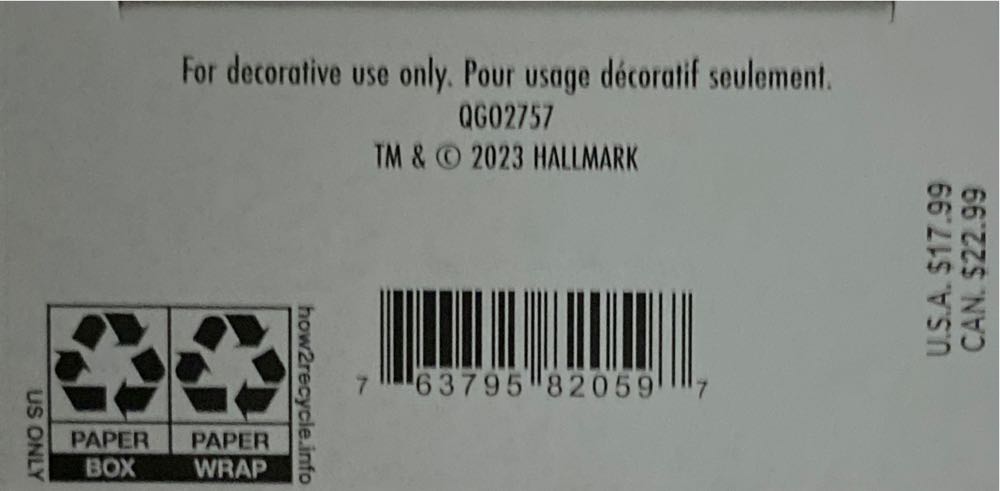 For decorative use only. Pour usage décoratif seulement.
QGO2757
TM & © 2023 HALLMARK
U.S.A. $17.99
CAN. $22.99
7 63795 82059 7
how2recycle.info
US ONLY
PAPER PAPER
BOX WRAP